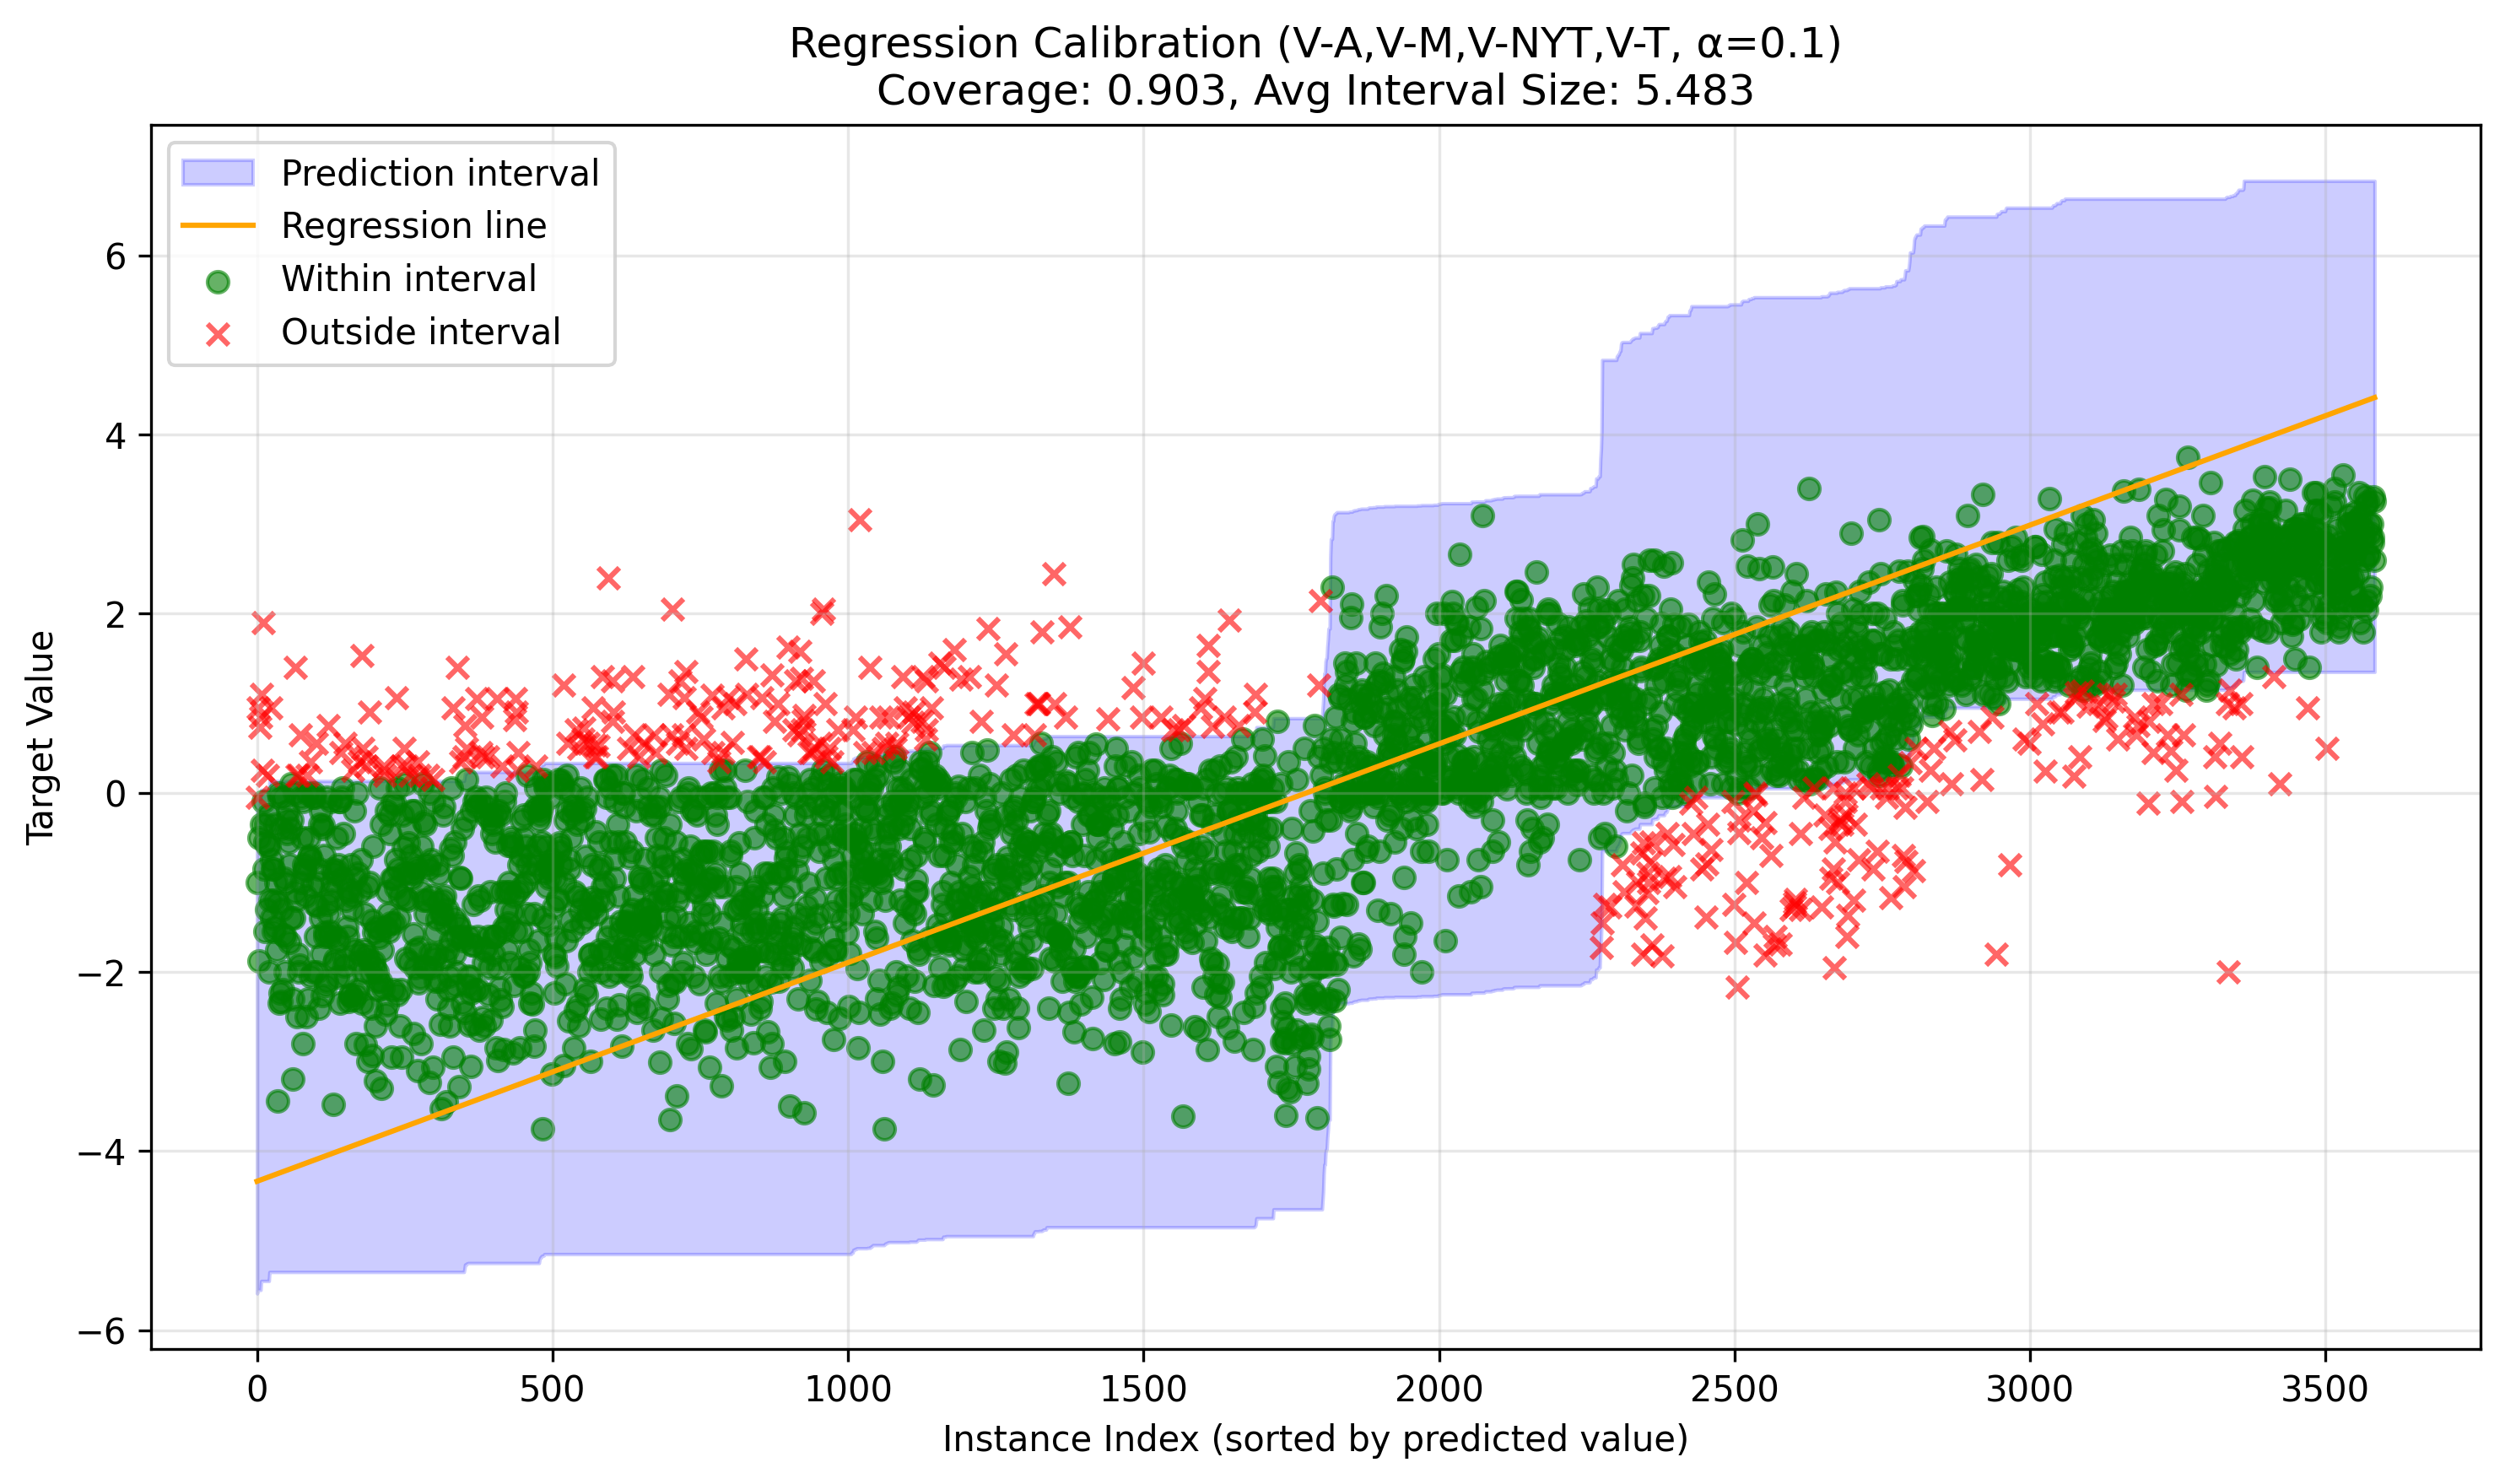 Regression Calibration (V-A,V-M,V-NYT,V-T, α=0.1)
Coverage: 0.903, Avg Interval Size: 5.483
Prediction interval
Regression line
Within interval
Outside interval
Target Value
6
4
2
0
−2
−4
−6
0 500 1000 1500 2000 2500 3000 3500
Instance Index (sorted by predicted value)